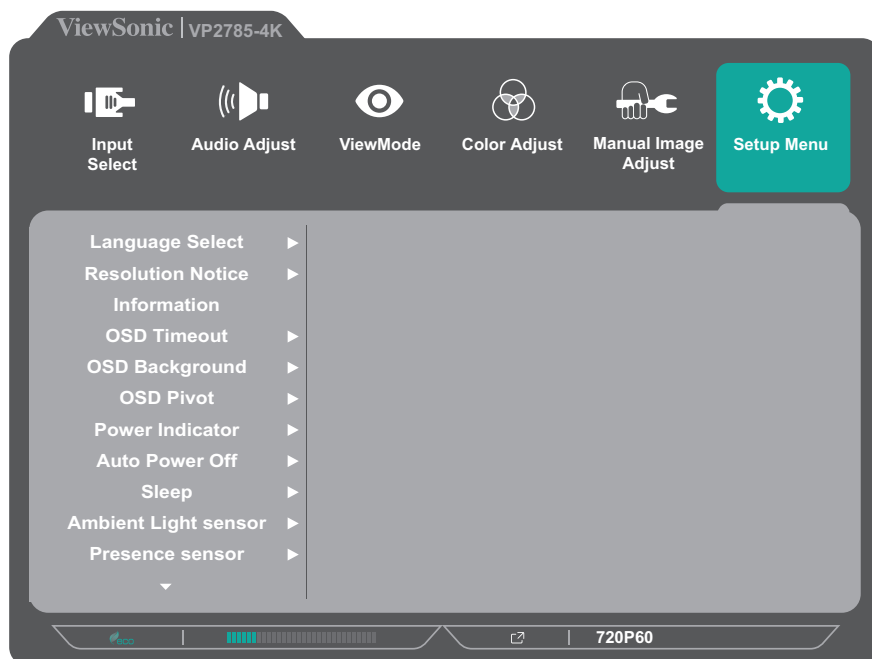 ViewSonic VP2785-4K
Input Select
Audio Adjust
ViewMode
Color Adjust
Manual Image Adjust
Setup Menu
Language Select
Resolution Notice
Information
OSD Timeout
OSD Background
OSD Pivot
Power Indicator
Auto Power Off
Sleep
Ambient Light sensor
Presence sensor
eco
720P60